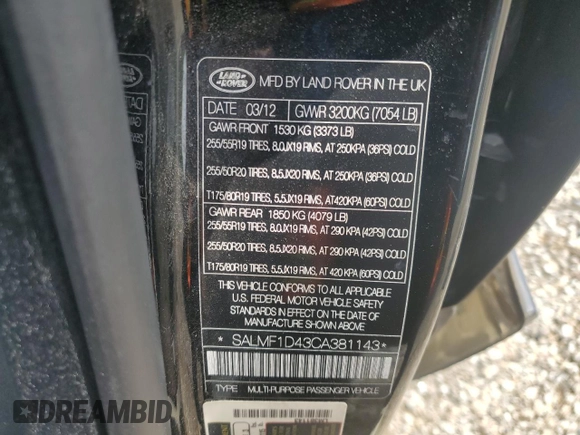 LAND ROVER
MFD BY LAND ROVER IN THE UK
DATE 03/12 GWWR 3200KG (7054 LB)
GAWR FRONT 1530 KG (3373 LB)
255/55R19 TIRES, 8.0JX19 RIMS, AT 250KPA (36PSI) COLD
255/50R20 TIRES, 8.5JX20 RIMS, AT 250KPA (36PSI) COLD
T175/80R19 TIRES, 5.5JX19 RIMS, AT420KPA (60PSI) COLD
GAWR REAR 1850 KG (4079 LB)
255/55R19 TIRES, 8.0JX19 RIMS, AT 290 KPA (42PSI) COLD
255/50R20 TIRES, 8.5JX20 RIMS, AT 290 KPA (42PSI) COLD
T175/80R19 TIRES, 5.5JX19 RIMS, AT 420 KPA (60PSI) COLD
THIS VEHICLE CONFORMS TO ALL APPLICABLE
U.S. FEDERAL MOTOR VEHICLE SAFETY
STANDARDS IN EFFECT ON THE DATE OF
MANUFACTURE SHOWN ABOVE
* SALMF1D43CA381143 *
TYPE MULTI-PURPOSE PASSENGER VEHICLE
DREAMBID